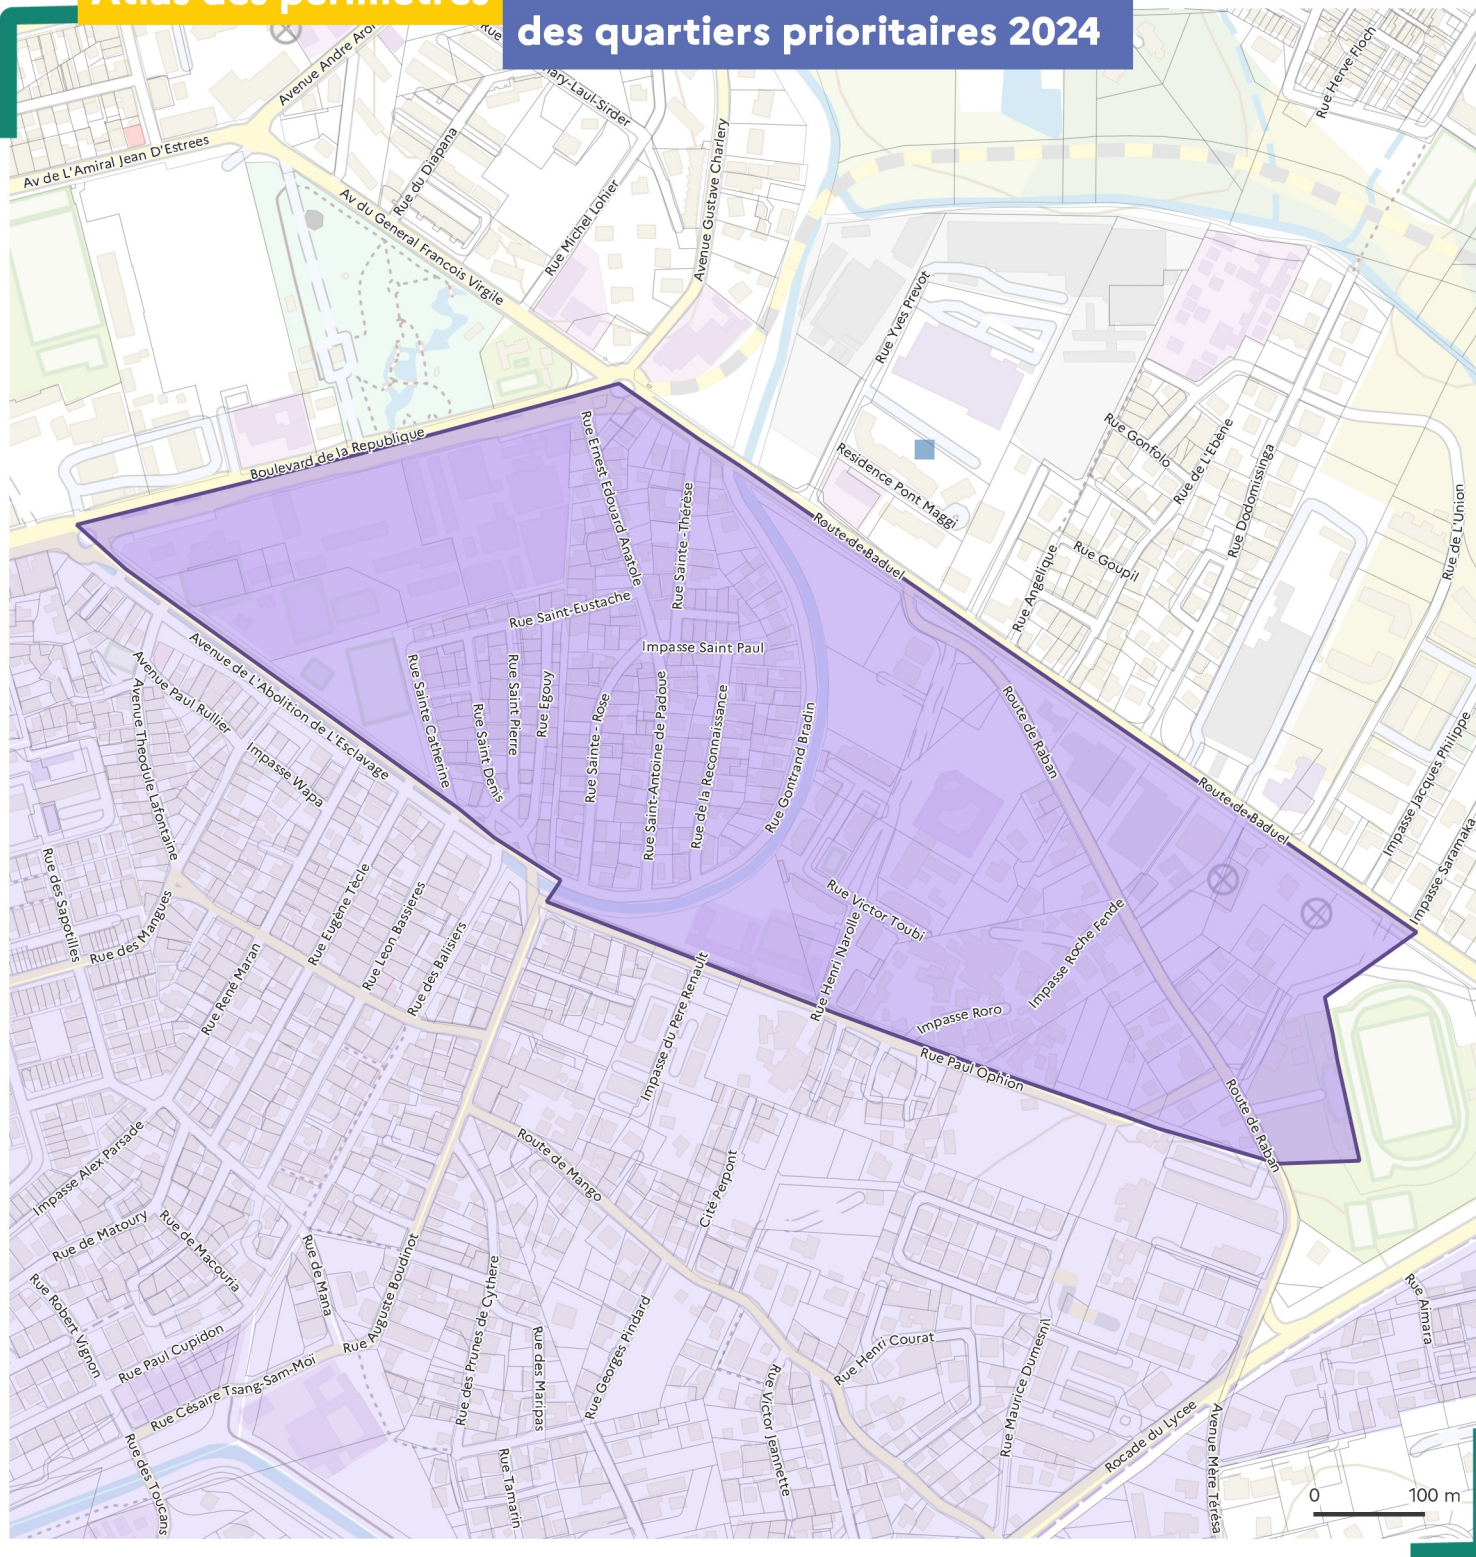 Atlas des périmètres
des quartiers prioritaires 2024
Avenue Andre Aron
Rue
hary-Laul-Sirder
Rue Herve Floch
Av de L'Amiral Jean D'Estrees
Rue du Diapana
Av du General Francois Virgile
Rue Michel Lohier
Avenue Gustave Charlery
Rue Yves Prevot
Boulevard de la Republique
Rue Ernest Edouard Anatole
Rue Sainte -Thérèse
Residence Pont Maggi
Route de Baduel
Rue Gonfolo
Rue de L'Ebène
Rue Dodomissinga
Rue Goupil
Rue Angelique
Rue de L'Union
Rue Saint-Eustache
Impasse Saint Paul
Avenue de L'Abolition de L'Esclavage
Avenue Paul Rullier
Avenue Theodule Lafontaine
Impasse Wapa
Rue Sainte Catherine
Rue Saint Denis
Rue Saint Pierre
Rue Egouy
Rue Sainte - Rose
Rue Saint-Antoine de Padoue
Rue de la Reconnaissance
Rue Gontrand Bradin
Route de Raban
Route de Baduel
Impasse Jacques Philippe
Impasse Saramaka
Rue des Sapotilles
Rue des Mangues
Rue Eugène Tècle
Rue Leon Bassieres
Rue des Balisiers
Rue René Maran
Rue Victor Toubi
Rue Henri Narolle
Impasse Roche Fende
Impasse Roro
Impasse du Pere Renault
Rue Paul Ophion
Route de Raban
Impasse Alex Parsade
Route de Mango
Cité Perpont
Rue de Matoury
Rue de Macouria
Rue de Mana
Rue Auguste Boudinot
Rue Robert Vignon
Rue Paul Cupidon
Rue Césaire Tsang-Sam-Moï
Rue des Prunes de Cythere
Rue des Maripas
Rue Georges Pindard
Rue Henri Courat
Rue Victor Jeannette
Rue Maurice Dumesnil
Rue Aimara
Rocade du Lycee
Avenue Mère Térésa
Rue des Toucans
Rue Tamarin
0 100 m